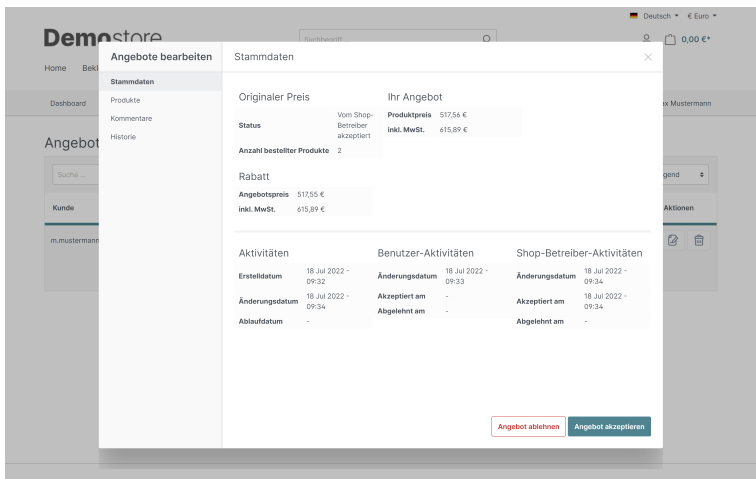 Deutsch € Euro
Demostore
Suchbegriff
0,00 €*
Home Bekl
Dashboard
ax Mustermann
Angebot
Suche ...
gend
Kunde
Aktionen
m.mustermann
Angebote bearbeiten
Stammdaten
Produkte
Kommentare
Historie
Stammdaten
Originaler Preis
Status Vom Shop-
Betreiber
akzeptiert
Anzahl bestellter Produkte 2
Ihr Angebot
Produktpreis 517,56 €
inkl. MwSt. 615,89 €
Rabatt
Angebotspreis 517,55 €
inkl. MwSt. 615,89 €
Aktivitäten
Erstelldatum 18 Jul 2022 -
09:32
Änderungsdatum 18 Jul 2022 -
09:34
Ablaufdatum -
Benutzer-Aktivitäten
Änderungsdatum 18 Jul 2022 -
09:33
Akzeptiert am -
Abgelehnt am -
Shop-Betreiber-Aktivitäten
Änderungsdatum 18 Jul 2022 -
09:34
Akzeptiert am 18 Jul 2022 -
09:34
Abgelehnt am -
Angebot ablehnen
Angebot akzeptieren